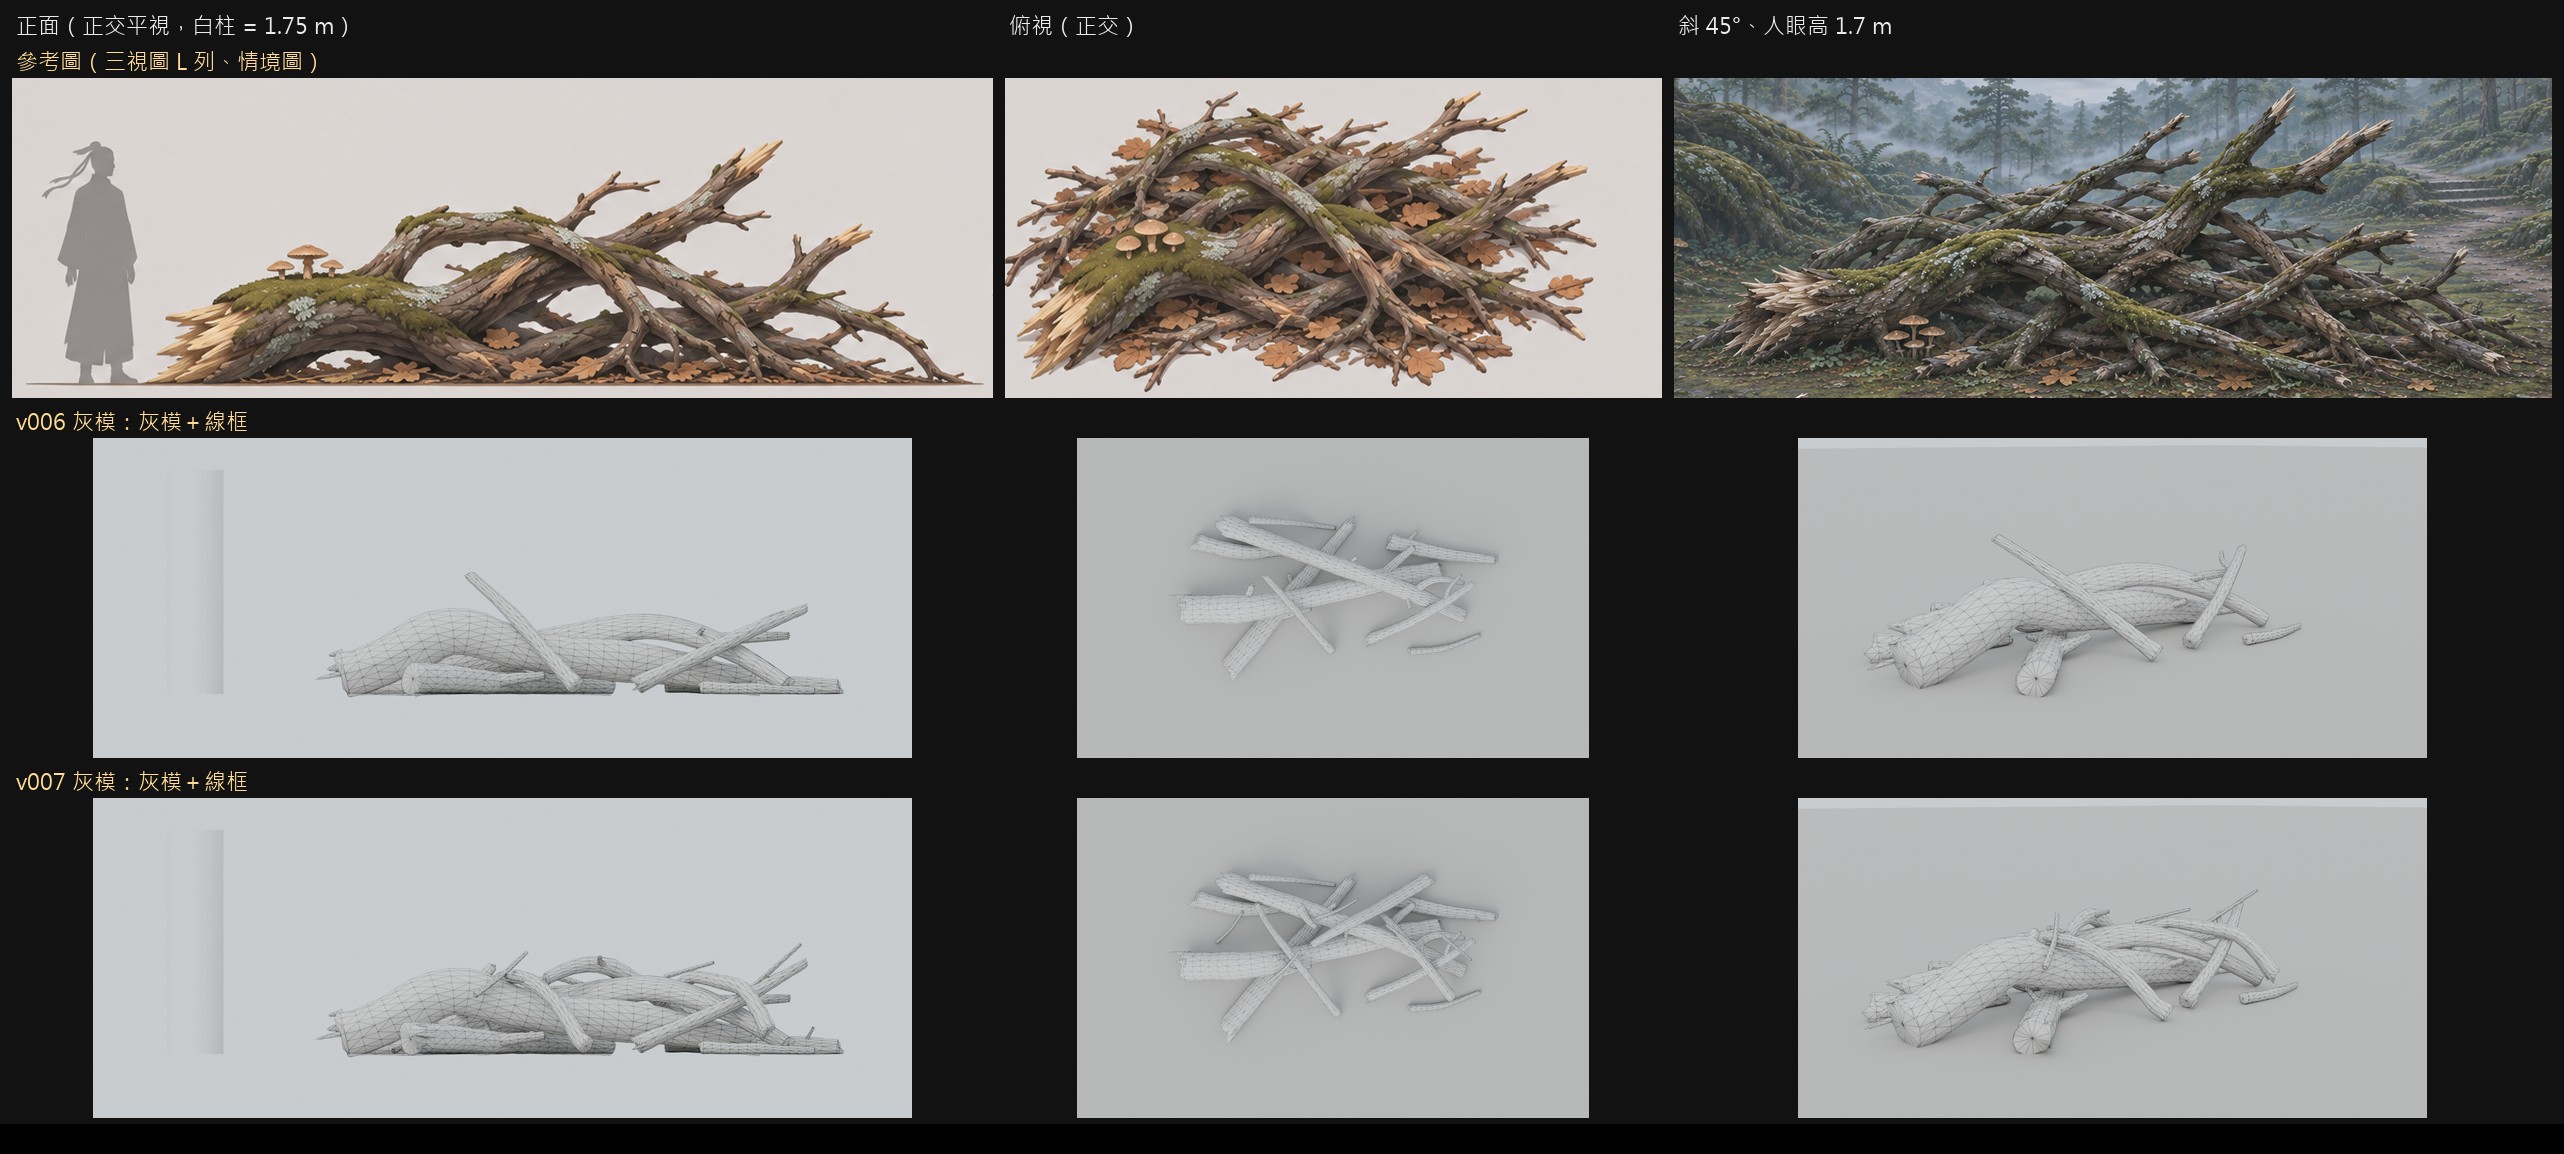 正面（正交平視，白柱 = 1.75 m）
俯視（正交）
斜 45°、人眼高 1.7 m
參考圖（三視圖 L 列、情境圖）
v006 灰模：灰模＋線框
v007 灰模：灰模＋線框